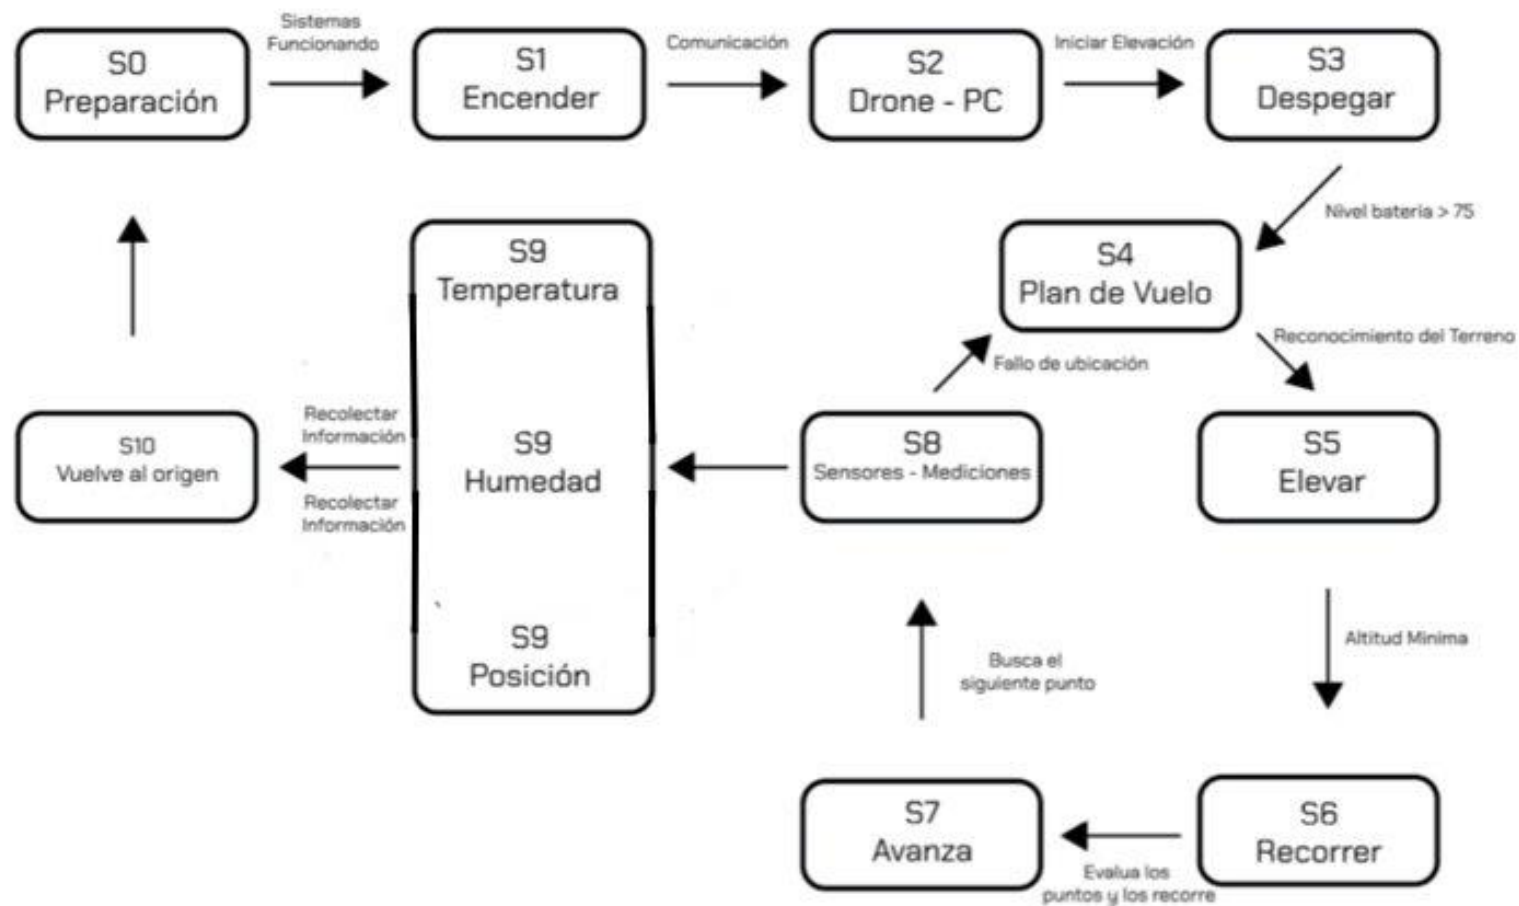 S0
Preparación
Sistemas
Funcionando
S1
Encender
Comunicación
S2
Drone - PC
Iniciar Elevación
S3
Despegar
Nivel bateria > 75
S4
Plan de Vuelo
Reconocimiento del Terreno
S5
Elevar
Altitud Minima
S6
Recorrer
Evalua los
puntos y los recorre
S7
Avanza
Busca el
siguiente punto
S8
Sensores - Mediciones
Fallo de ubicación
S9
Temperatura
S9
Humedad
S9
Posición
Recolectar
Información
Recolectar
Información
S10
Vuelve al origen